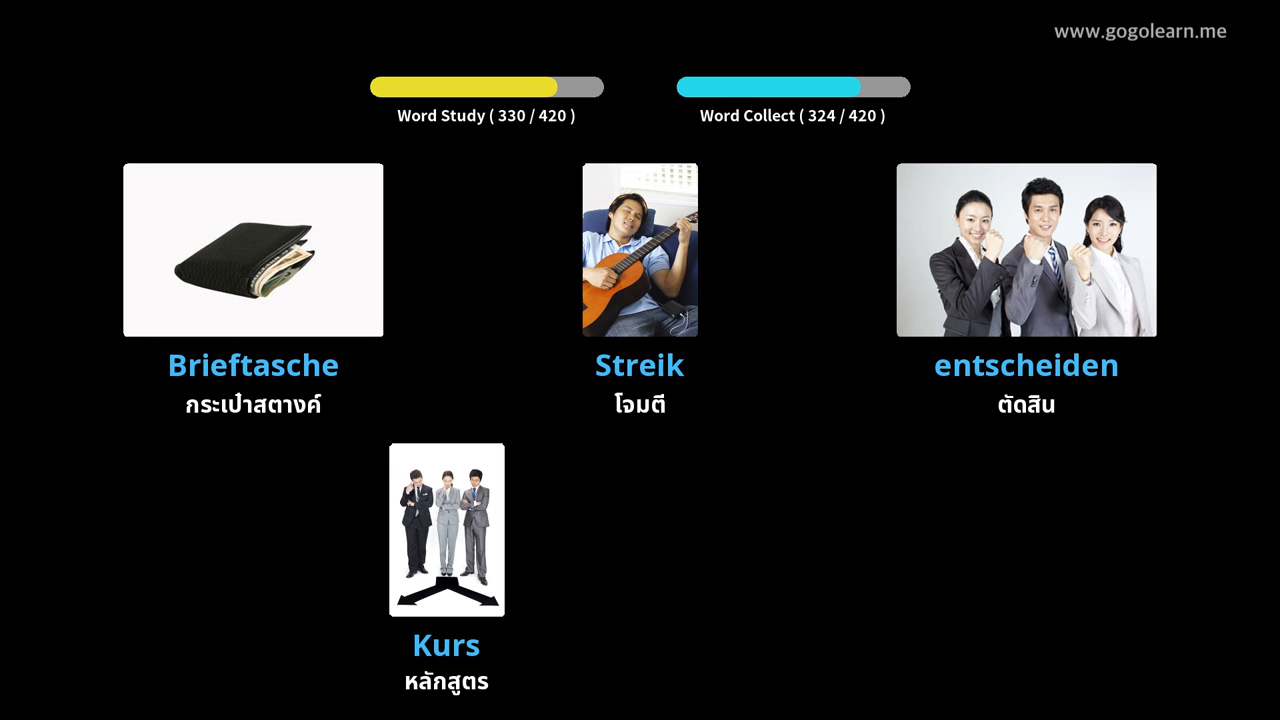 www.gogolearn.me
Word Study ( 330 / 420 )
Word Collect ( 324 / 420 )
Brieftasche
กระเป๋าสตางค์
Streik
โจมตี
entscheiden
ตัดสิน
Kurs
หลักสูตร